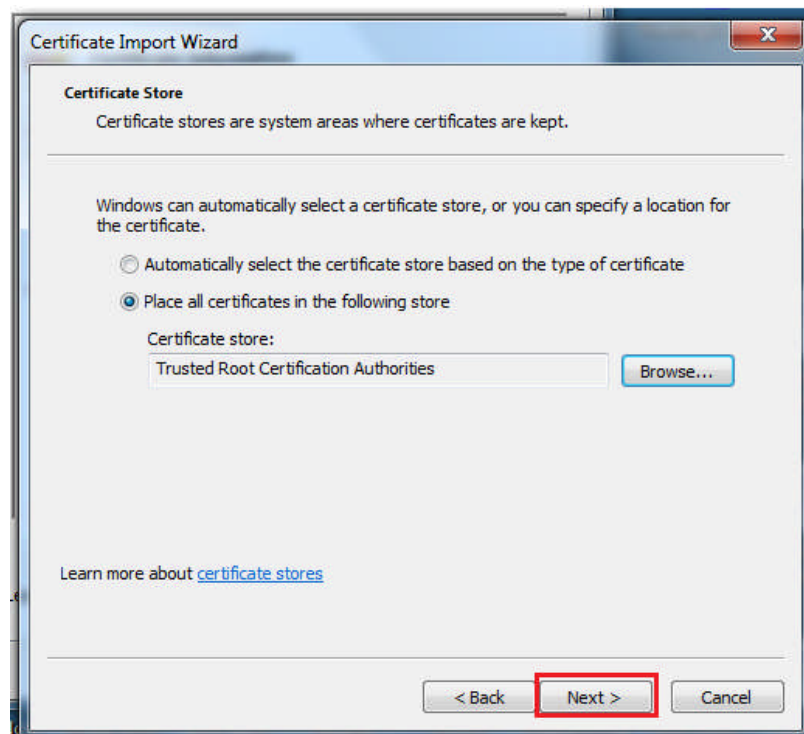 Certificate Import Wizard
Certificate Store
Certificate stores are system areas where certificates are kept.
Windows can automatically select a certificate store, or you can specify a location for
the certificate.
Automatically select the certificate store based on the type of certificate
Place all certificates in the following store
Certificate store:
Trusted Root Certification Authorities
Browse...
Learn more about certificate stores
< Back
Next >
Cancel